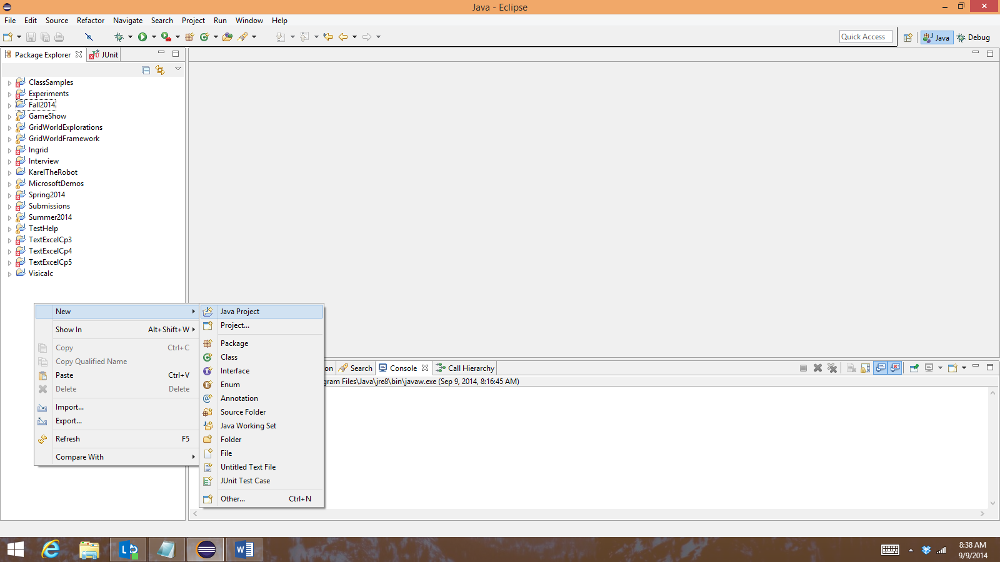 Java - Eclipse
File Edit Source Refactor Navigate Search Project Run Window Help
Quick Access Java Debug
Package Explorer JUnit
ClassSamples
Experiments
Fall2014
GameShow
GridWorldExplorations
GridWorldFramework
Ingrid
Interview
KarelTheRobot
MicrosoftDemos
Spring2014
Submissions
Summer2014
TestHelp
TextExcelCp3
TextExcelCp4
TextExcelCp5
Visicalc
New
Show In Alt+Shift+W
Copy Ctrl+C
Copy Qualified Name
Paste Ctrl+V
Delete Delete
Import...
Export...
Refresh F5
Compare With
Java Project
Project...
Package
Class
Interface
Enum
Annotation
Source Folder
Java Working Set
Folder
File
Untitled Text File
JUnit Test Case
Other... Ctrl+N
on Search Console Call Hierarchy
gram Files\Java\jre8\bin\javaw.exe (Sep 9, 2014, 8:16:45 AM)
8:38 AM
9/9/2014